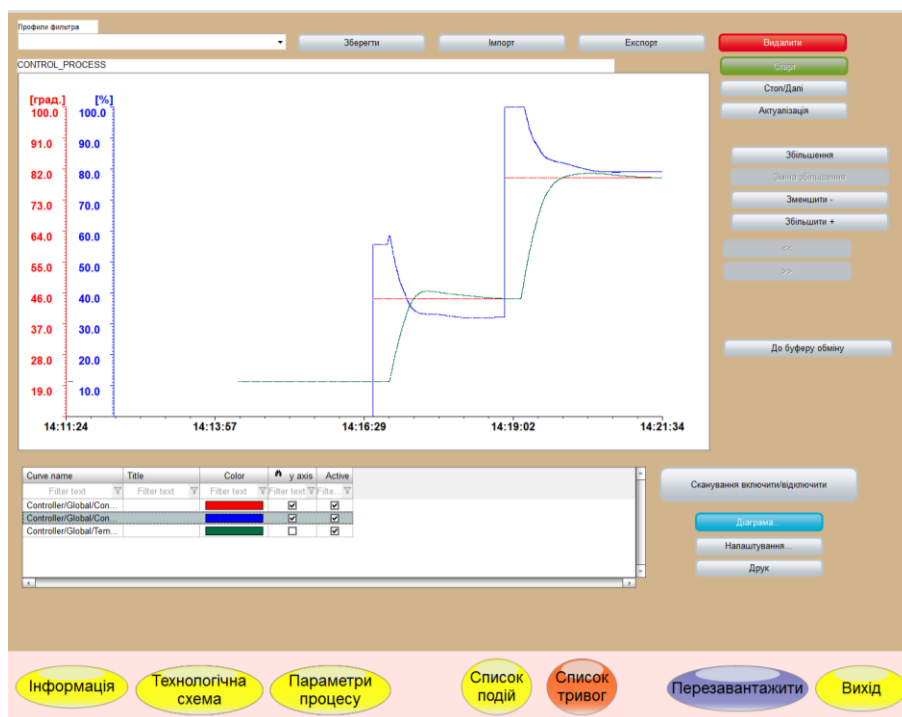 Профили фильтра
Зберегти
Імпорт
Експорт
Видалити
CONTROL_PROCESS
Старт
Стоп/Далі
Актуалізація
[град.] [%]
100.0 100.0
91.0 90.0
82.0 80.0
73.0 70.0
64.0 60.0
55.0 50.0
46.0 40.0
37.0 30.0
28.0 20.0
19.0 10.0
14:11:24 14:13:57 14:16:29 14:19:02 14:21:34
Збільшення
Зміна збільшення
Зменшити -
Збільшити +
<<
>>
До буферу обміну
Curve name Title Color y axis Active
Filter text Filter text Filter text Filter text Filte...
Controller/Global/Con...
Controller/Global/Con...
Controller/Global/Tem...
Сканування включити/відключити
Діаграма...
Налаштування...
Друк
Інформація
Технологічна
схема
Параметри
процесу
Список
подій
Список
тривог
Перезавантажити
Вихід